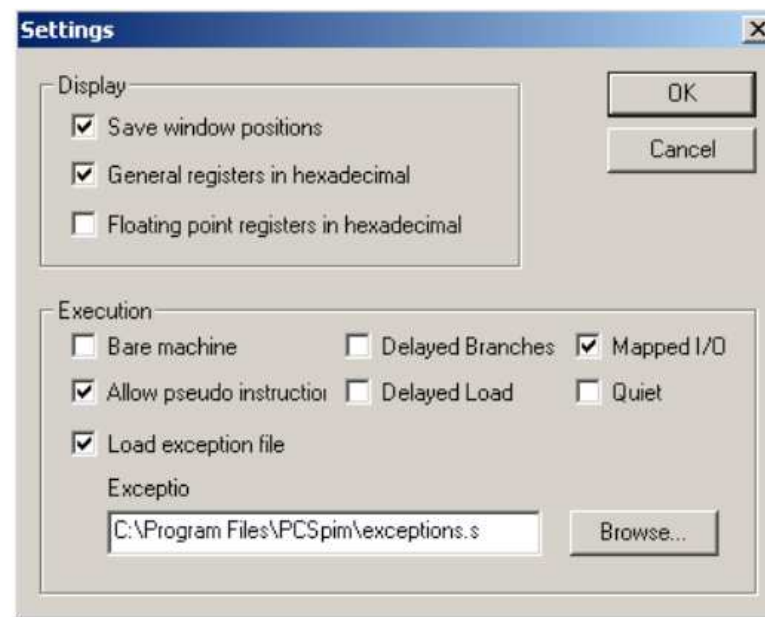 Settings
Display
OK
Save window positions
Cancel
General registers in hexadecimal
Floating point registers in hexadecimal
Execution
Bare machine Delayed Branches Mapped I/O
Allow pseudo instruction Delayed Load Quiet
Load exception file
Exceptio
C:\Program Files\PCSpim\exceptions.s Browse...